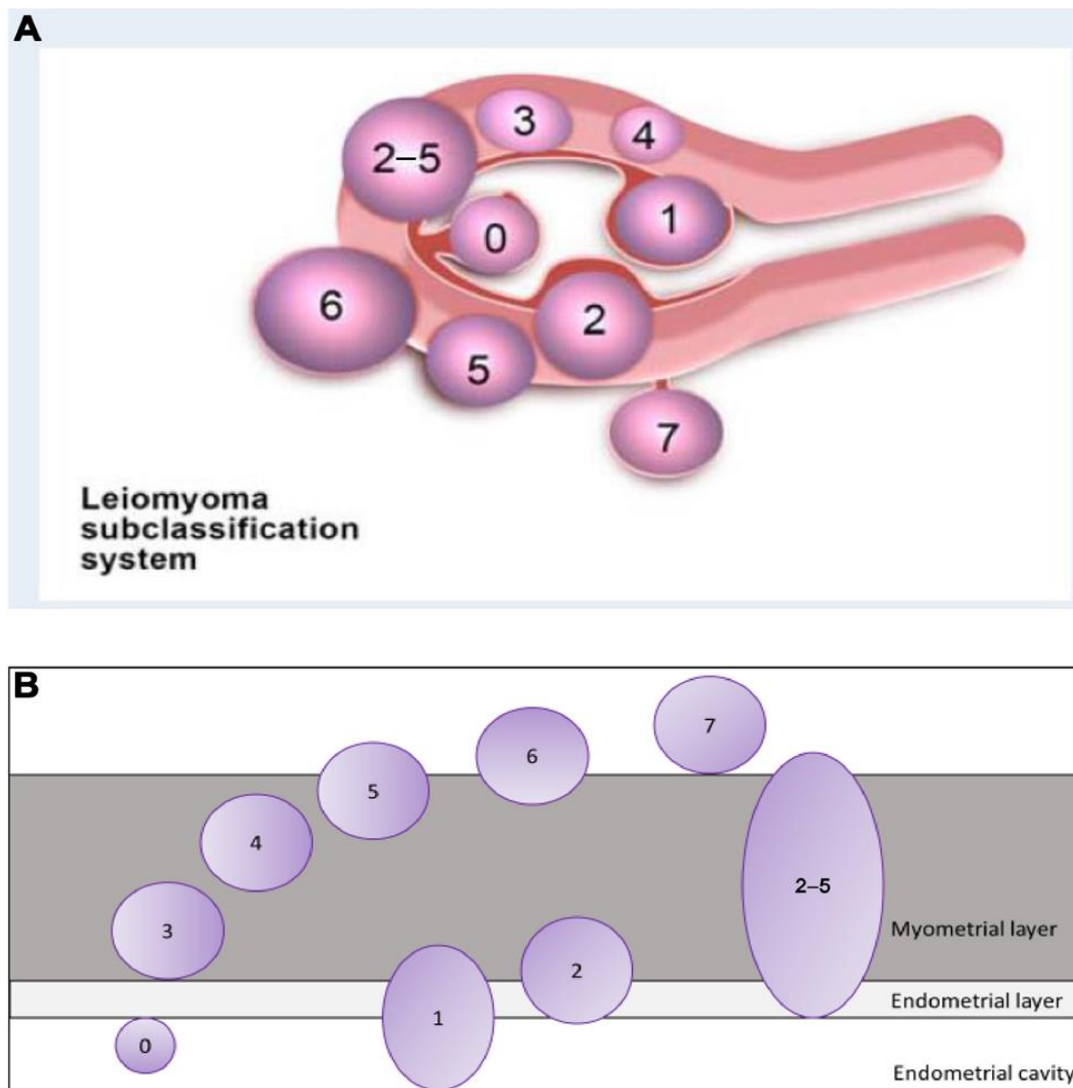 A
2–5
3
4
0
1
6
2
5
7
Leiomyoma
subclassification
system
B
7
6
5
4
2–5
3
Myometrial layer
2
Endometrial layer
1
0
Endometrial cavity